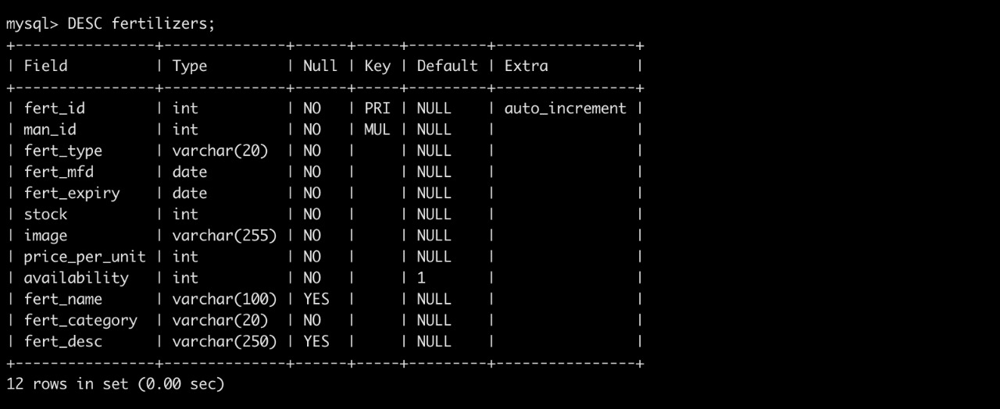 mysql> DESC fertilizers;
+----------------+--------------+------+-----+---------+----------------+
| Field          | Type         | Null | Key | Default | Extra          |
+----------------+--------------+------+-----+---------+----------------+
| fert_id        | int          | NO   | PRI | NULL    | auto_increment |
| man_id         | int          | NO   | MUL | NULL    |                |
| fert_type      | varchar(20)  | NO   |     | NULL    |                |
| fert_mfd       | date         | NO   |     | NULL    |                |
| fert_expiry    | date         | NO   |     | NULL    |                |
| stock          | int          | NO   |     | NULL    |                |
| image          | varchar(255) | NO   |     | NULL    |                |
| price_per_unit | int          | NO   |     | NULL    |                |
| availability   | int          | NO   |     | 1       |                |
| fert_name      | varchar(100) | YES  |     | NULL    |                |
| fert_category  | varchar(20)  | NO   |     | NULL    |                |
| fert_desc      | varchar(250) | YES  |     | NULL    |                |
+----------------+--------------+------+-----+---------+----------------+
12 rows in set (0.00 sec)